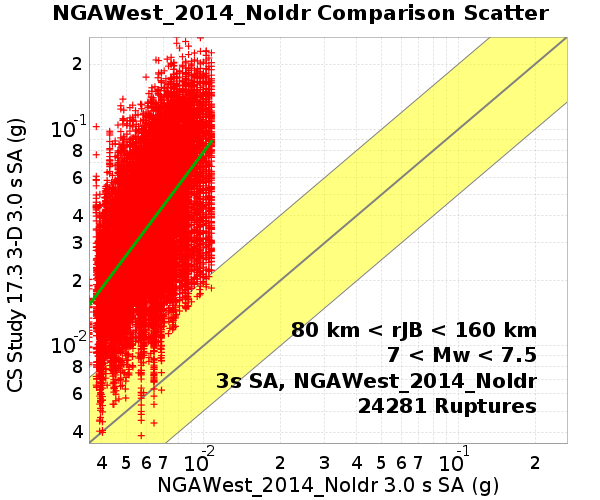 NGAWest_2014_NoIdr Comparison Scatter
CS Study 17.3 3-D 3.0 s SA (g)
2
10-1
8
6
4
3
2
10-2
8
6
4
80 km < rJB < 160 km
7 < Mw < 7.5
3s SA, NGAWest_2014_NoIdr
24281 Ruptures
4 5 6 7 10-2 2 3 4 5 6 7 10-1 2
NGAWest_2014_NoIdr 3.0 s SA (g)